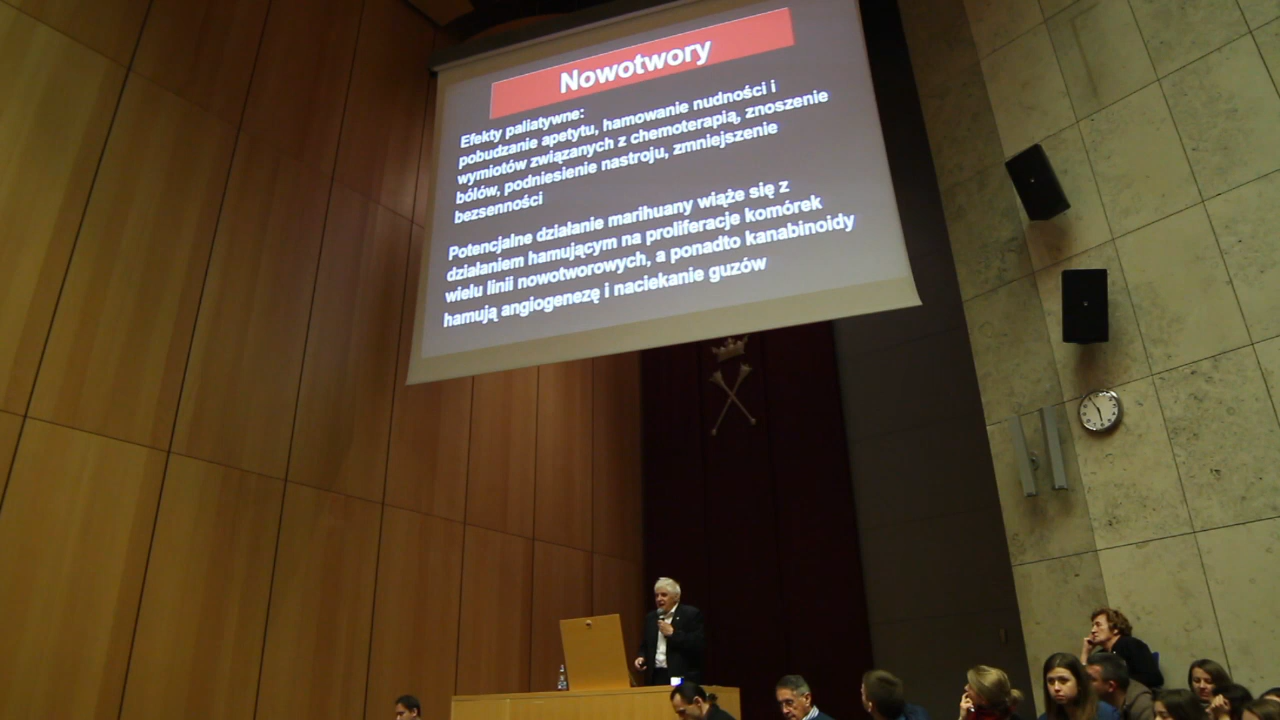 Nowotwory
Efekty paliatywne:
pobudzanie apetytu, hamowanie nudności i
wymiotów związanych z chemoterapią, znoszenie
bólów, podniesienie nastroju, zmniejszenie
bezsenności
Potencjalne działanie marihuany wiąże się z
działaniem hamującym na proliferacje komórek
wielu linii nowotworowych, a ponadto kanabinoidy
hamują angiogenezę i naciekanie guzów